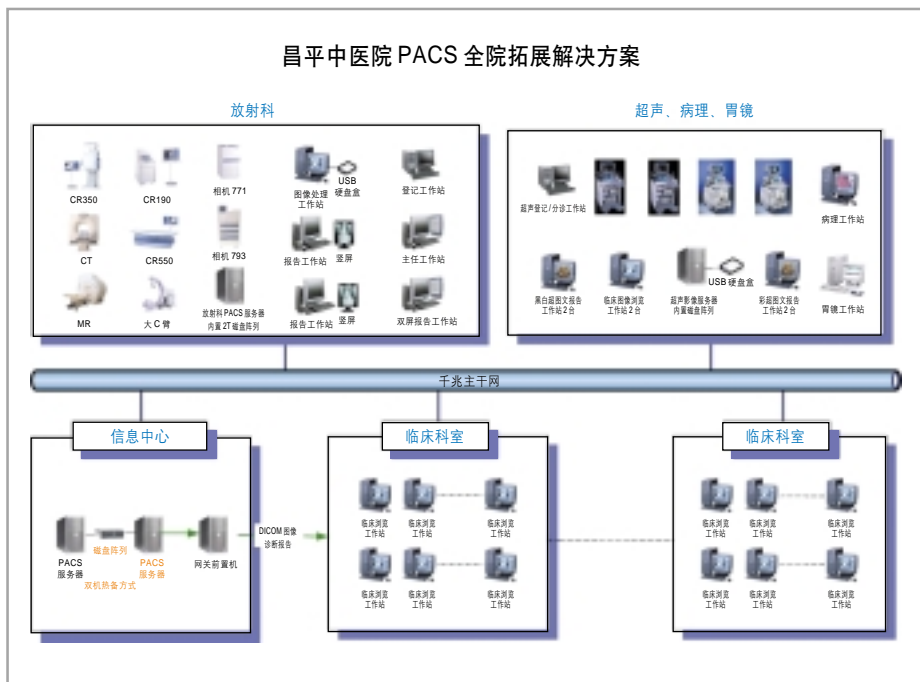 昌平中医院 PACS 全院拓展解决方案
放射科
CR350
CR190
相机 771
图像处理
工作站
USB
硬盘盒
登记工作站
CT
CR550
相机 793
报告工作站
竖屏
主任工作站
MR
大 C 臂
放射科 PACS 服务器
内置 2T 磁盘阵列
报告工作站
竖屏
双屏报告工作站
超声、病理、胃镜
超声登记/分诊工作站
病理工作站
黑白超图文报告
工作站 2 台
临床图像浏览
工作站 2 台
超声影像服务器
内置磁盘阵列
USB 硬盘盒
彩超图文报告
工作站 2 台
胃镜工作站
千兆主干网
信息中心
PACS
服务器
磁盘阵列
PACS
服务器
双机热备方式
网关前置机
DICOM 图像
诊断报告
临床科室
临床浏览
工作站
临床浏览
工作站
临床浏览
工作站
临床浏览
工作站
临床浏览
工作站
临床浏览
工作站
临床科室
临床浏览
工作站
临床浏览
工作站
临床浏览
工作站
临床浏览
工作站
临床浏览
工作站
临床浏览
工作站